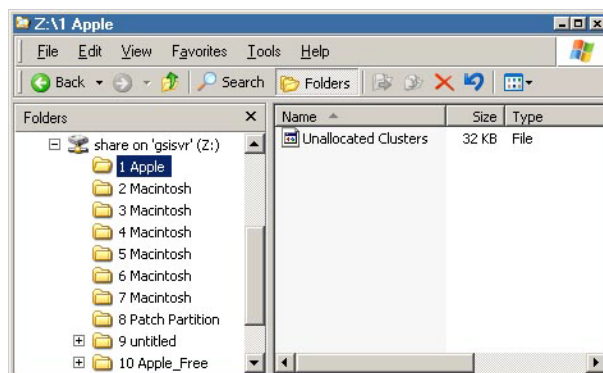 Z:\1 Apple
File Edit View Favorites Tools Help
Back Search Folders
Folders
Name Size Type
share on 'gsisvr' (Z:)
Unallocated Clusters 32 KB File
1 Apple
2 Macintosh
3 Macintosh
4 Macintosh
5 Macintosh
6 Macintosh
7 Macintosh
8 Patch Partition
9 untitled
10 Apple_Free